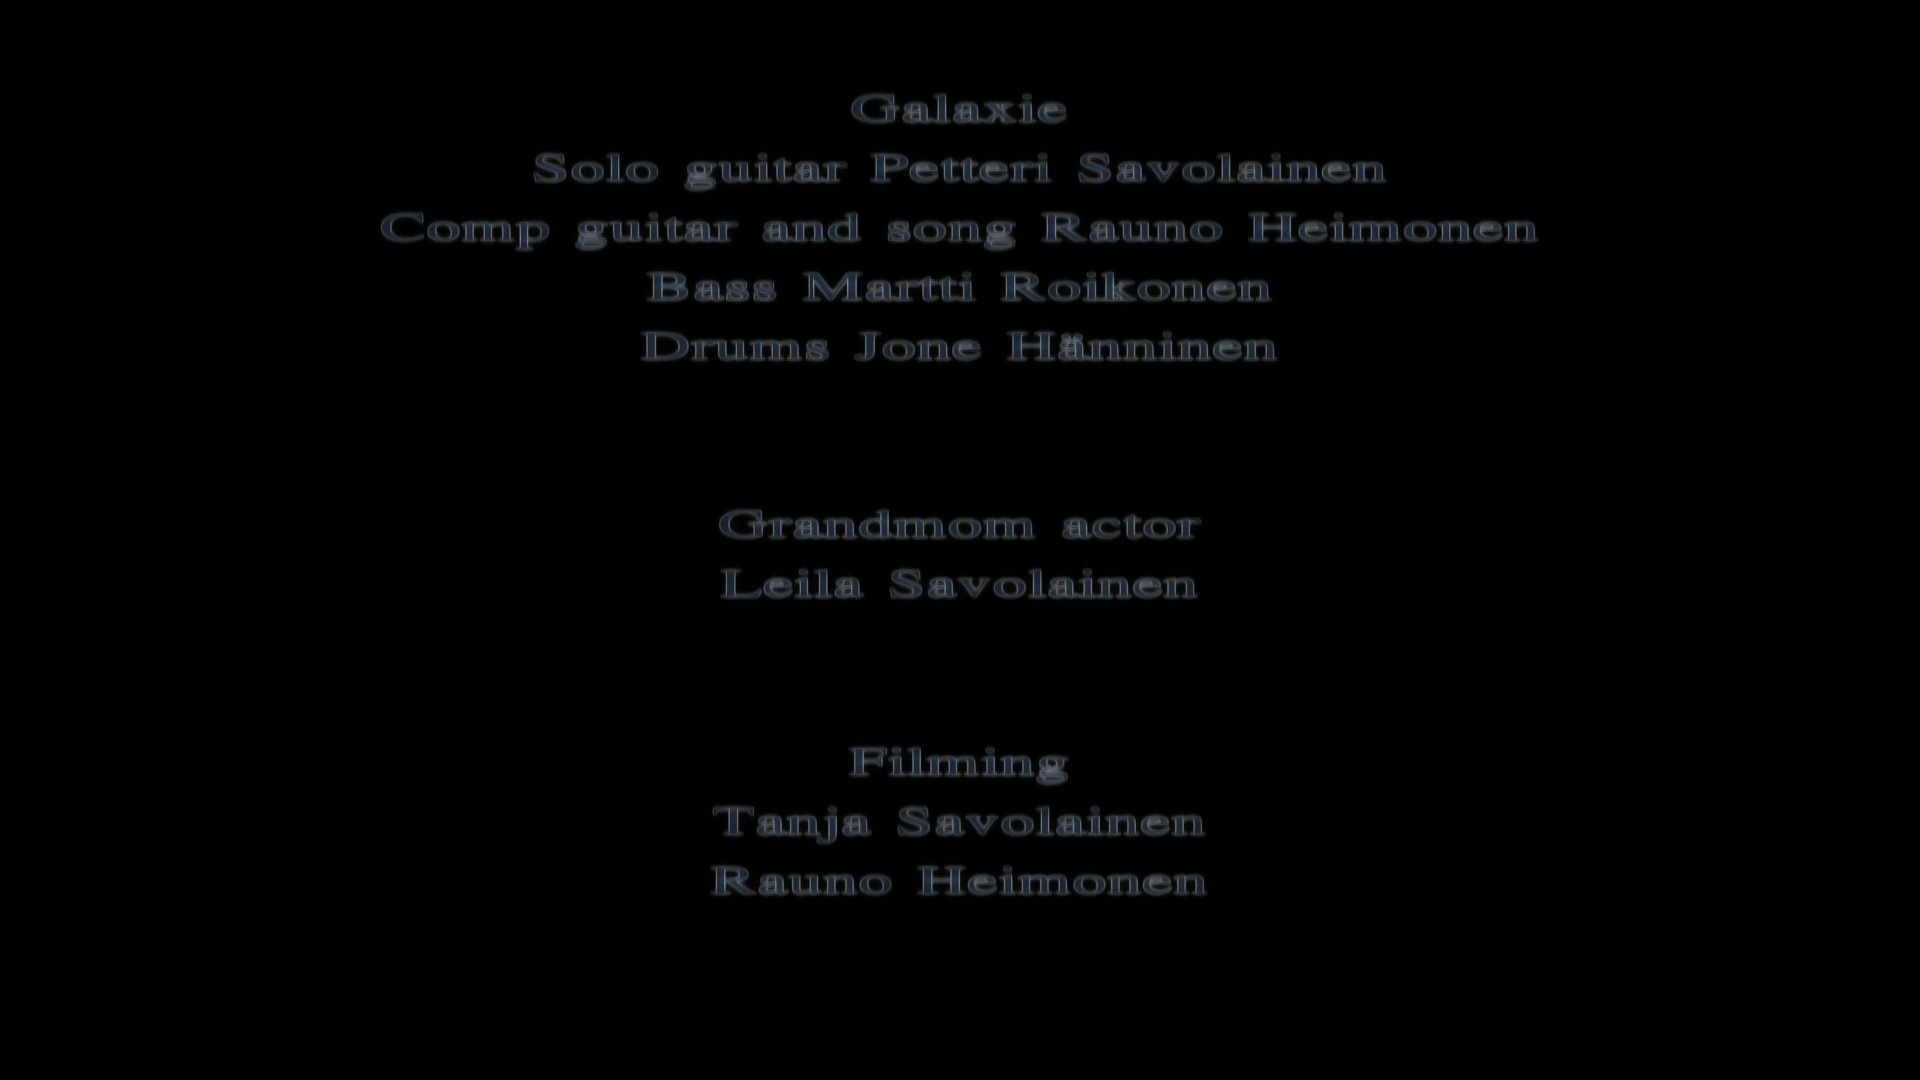 Galaxie
Solo guitar Petteri Savolainen
Comp guitar and song Rauno Heimonen
Bass Martti Roikonen
Drums Jone Hänninen
Grandmom actor
Leila Savolainen
Filming
Tanja Savolainen
Rauno Heimonen